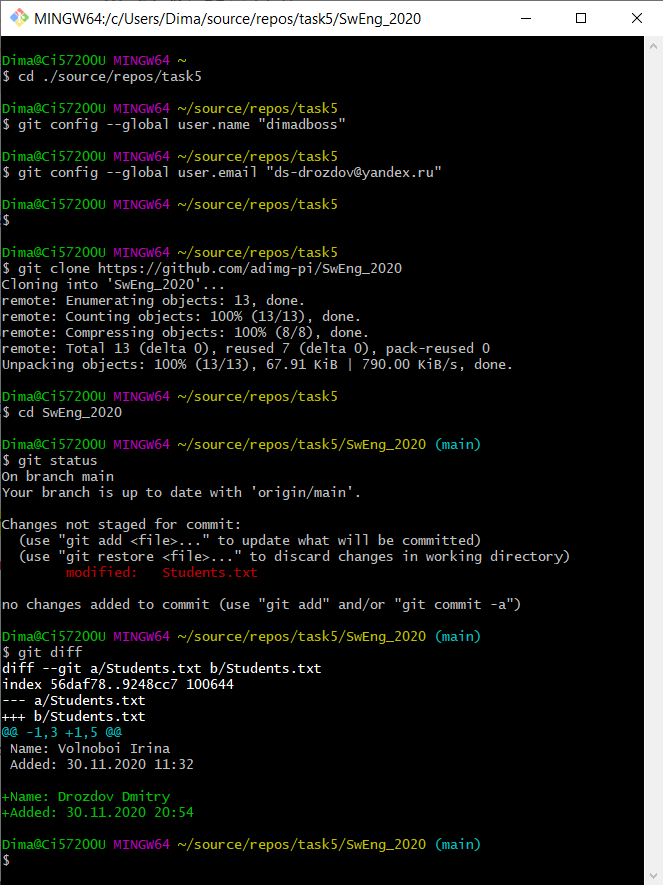 MINGW64:/c/Users/Dima/source/repos/task5/SwEng_2020
Dima@Ci57200U MINGW64 ~
$ cd ./source/repos/task5
Dima@Ci57200U MINGW64 ~/source/repos/task5
$ git config --global user.name "dimadboss"
Dima@Ci57200U MINGW64 ~/source/repos/task5
$ git config --global user.email "ds-drozdov@yandex.ru"
Dima@Ci57200U MINGW64 ~/source/repos/task5
$
Dima@Ci57200U MINGW64 ~/source/repos/task5
$ git clone https://github.com/adimg-pi/SwEng_2020
Cloning into 'SwEng_2020'...
remote: Enumerating objects: 13, done.
remote: Counting objects: 100% (13/13), done.
remote: Compressing objects: 100% (8/8), done.
remote: Total 13 (delta 0), reused 7 (delta 0), pack-reused 0
Unpacking objects: 100% (13/13), 67.91 KiB | 790.00 KiB/s, done.
Dima@Ci57200U MINGW64 ~/source/repos/task5
$ cd SwEng_2020
Dima@Ci57200U MINGW64 ~/source/repos/task5/SwEng_2020 (main)
$ git status
On branch main
Your branch is up to date with 'origin/main'.
Changes not staged for commit:
  (use "git add <file>..." to update what will be committed)
  (use "git restore <file>..." to discard changes in working directory)
        modified:   Students.txt
no changes added to commit (use "git add" and/or "git commit -a")
Dima@Ci57200U MINGW64 ~/source/repos/task5/SwEng_2020 (main)
$ git diff
diff --git a/Students.txt b/Students.txt
index 56daf78..9248cc7 100644
--- a/Students.txt
+++ b/Students.txt
@@ -1,3 +1,5 @@
 Name: Volnoboi Irina
 Added: 30.11.2020 11:32
+Name: Drozdov Dmitry
+Added: 30.11.2020 20:54
Dima@Ci57200U MINGW64 ~/source/repos/task5/SwEng_2020 (main)
$